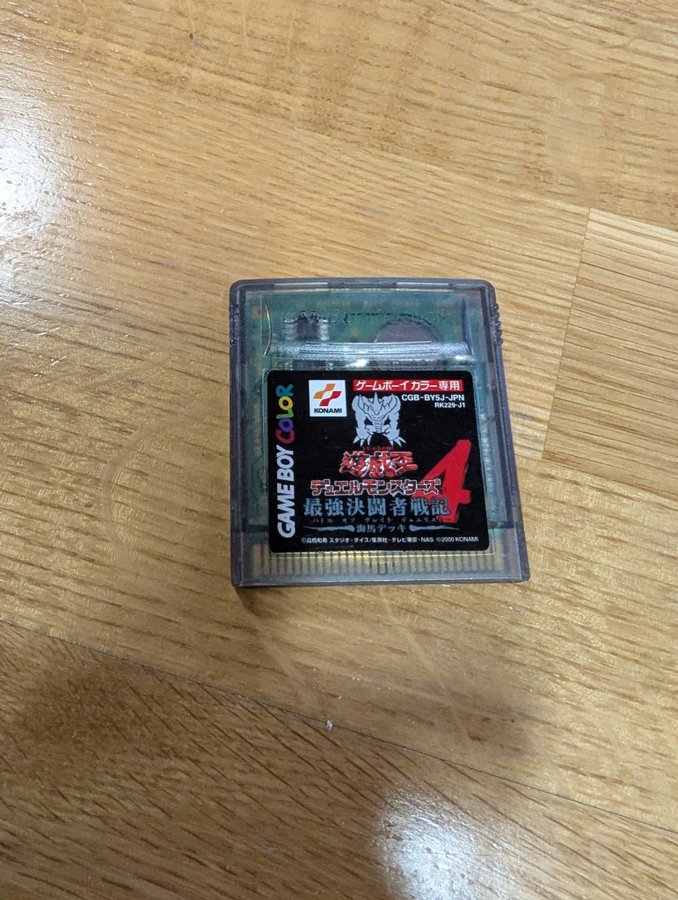 GAME BOY COLOR
KONAMI
ゲームボーイカラー専用
CGB-BY5J-JPN
RK229-J1
遊戯王
デュエルモンスターズ4
最強決闘者戦記
バトル オブ グレイト デュエリスト
海馬デッキ
©高橋和希 スタジオ・ダイス/集英社・テレビ東京・NAS ©2000 KONAMI